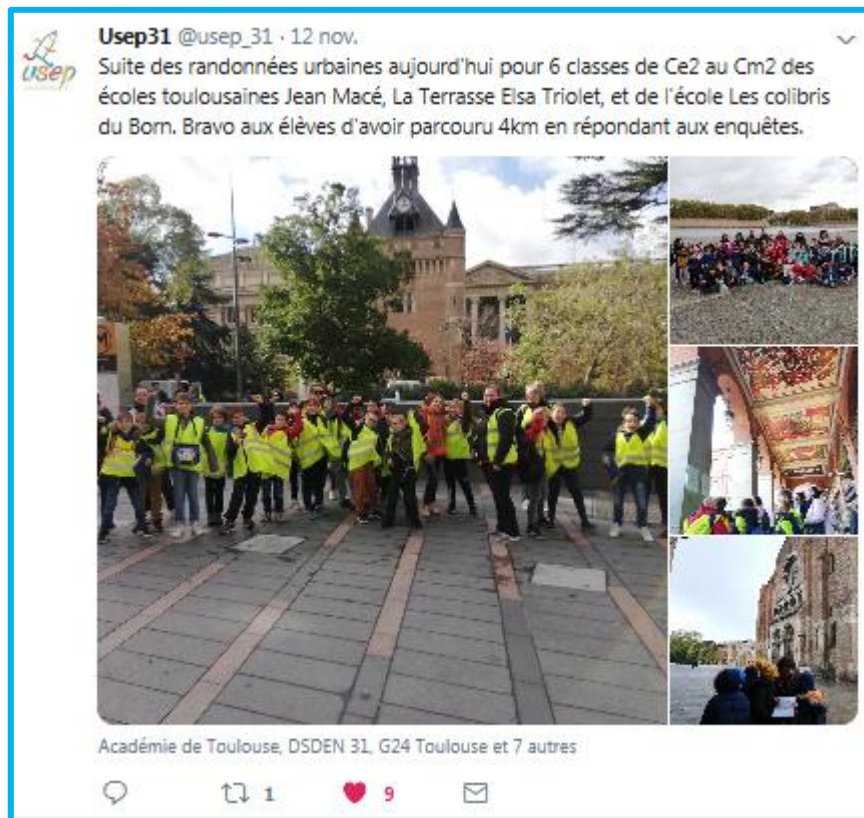 Usep31 @usep_31 · 12 nov.
usep
Suite des randonnées urbaines aujourd'hui pour 6 classes de Ce2 au Cm2 des
écoles toulousaines Jean Macé, La Terrasse Elsa Triolet, et de l'école Les colibris
du Born. Bravo aux élèves d'avoir parcouru 4km en répondant aux enquêtes.
Académie de Toulouse, DSDEN 31, G24 Toulouse et 7 autres
1
9